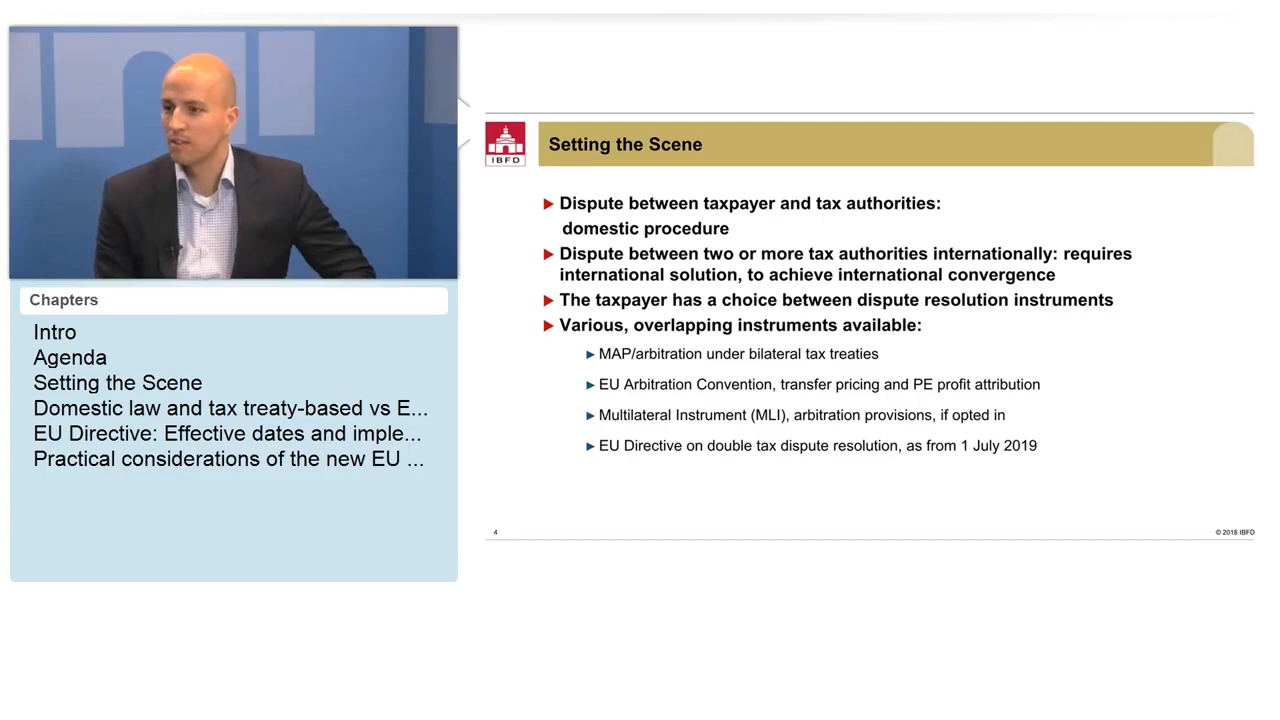 Chapters
Intro
Agenda
Setting the Scene
Domestic law and tax treaty-based vs E...
EU Directive: Effective dates and imple...
Practical considerations of the new EU ...
IBFD
Setting the Scene
Dispute between taxpayer and tax authorities:
domestic procedure
Dispute between two or more tax authorities internationally: requires
international solution, to achieve international convergence
The taxpayer has a choice between dispute resolution instruments
Various, overlapping instruments available:
MAP/arbitration under bilateral tax treaties
EU Arbitration Convention, transfer pricing and PE profit attribution
Multilateral Instrument (MLI), arbitration provisions, if opted in
EU Directive on double tax dispute resolution, as from 1 July 2019
4
© 2018 IBFD